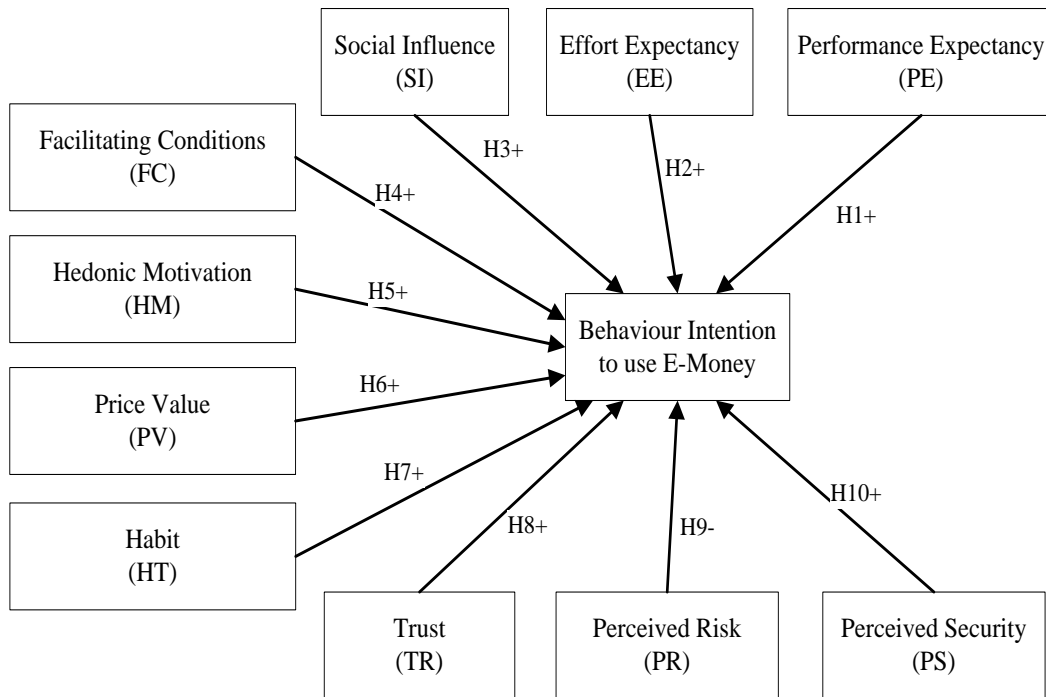 Social Influence
(SI)
Effort Expectancy
(EE)
Performance Expectancy
(PE)
Facilitating Conditions
(FC)
H3+
H2+
H1+
H4+
Hedonic Motivation
(HM)
H5+
Behaviour Intention
to use E-Money
Price Value
(PV)
H6+
H7+
Habit
(HT)
H8+
H9-
H10+
Trust
(TR)
Perceived Risk
(PR)
Perceived Security
(PS)